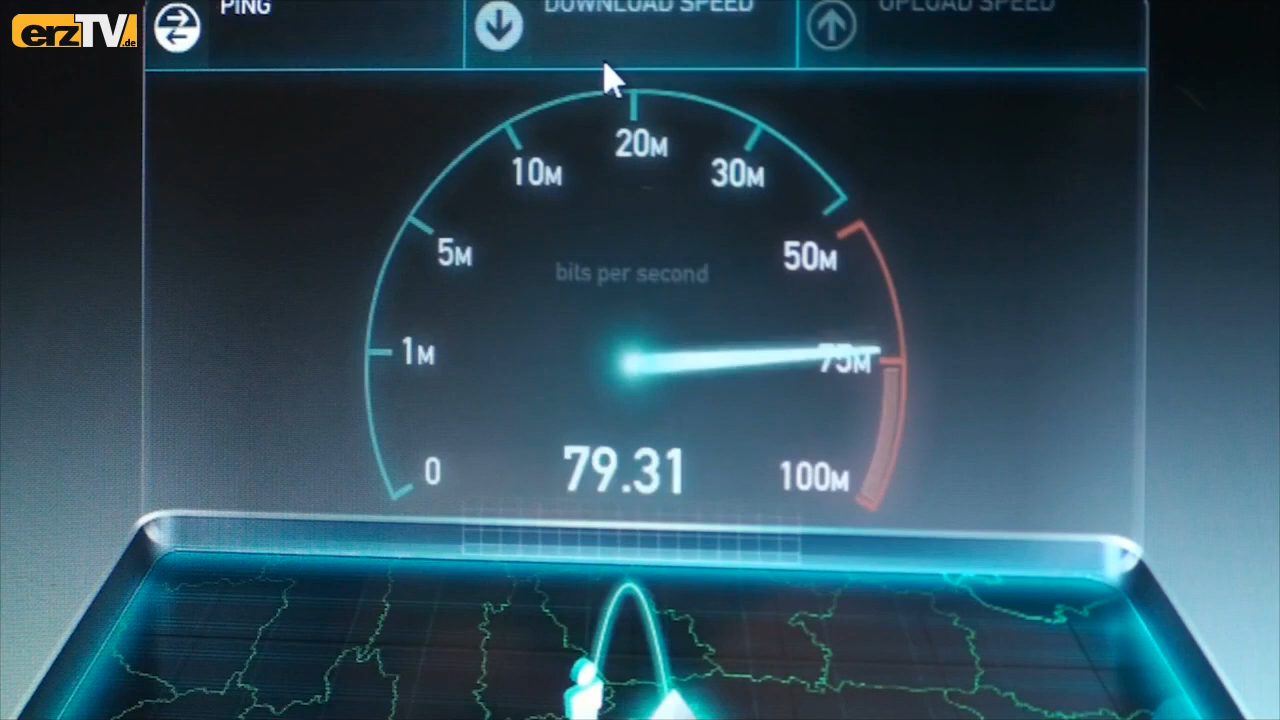 erzTV.de
PING
DOWNLOAD SPEED
UPLOAD SPEED
20M
10M
30M
5M
50M
bits per second
1M
75M
0
79.31
100M